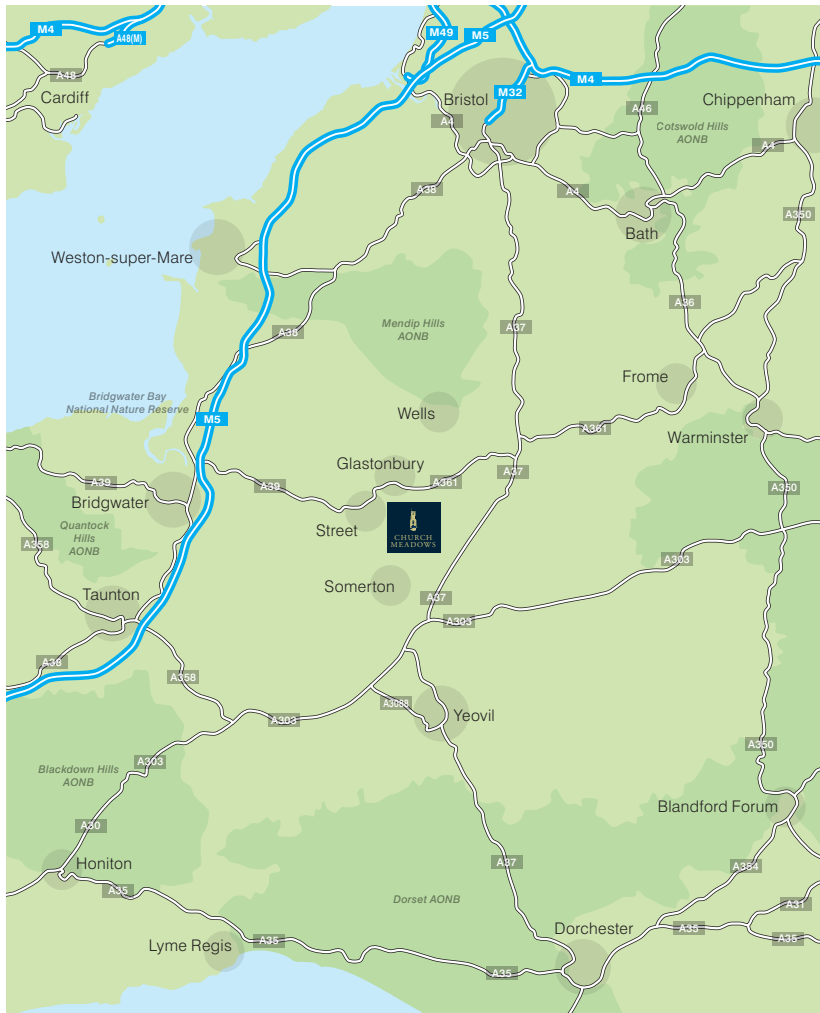 M4
A48(M)
M49
M5
A48
Cardiff
M4
Bristol
M32
Chippenham
A46
A4
Cotswold Hills
AONB
A4
A38
A4
A350
Bath
Weston-super-Mare
A36
A38
Mendip Hills
AONB
A37
Frome
Bridgwater Bay
National Nature Reserve
M5
Wells
A361
Warminster
Glastonbury
A39
A39
A361
A37
A350
Bridgwater
Street
CHURCH
MEADOWS
Quantock
Hills
AONB
A358
A303
Somerton
Taunton
A37
A303
A38
A358
A3088
Yeovil
A303
A350
A303
Blackdown Hills
AONB
Blandford Forum
A30
Honiton
A37
A354
A35
Dorset AONB
A31
Lyme Regis
A35
Dorchester
A35
A35
A35